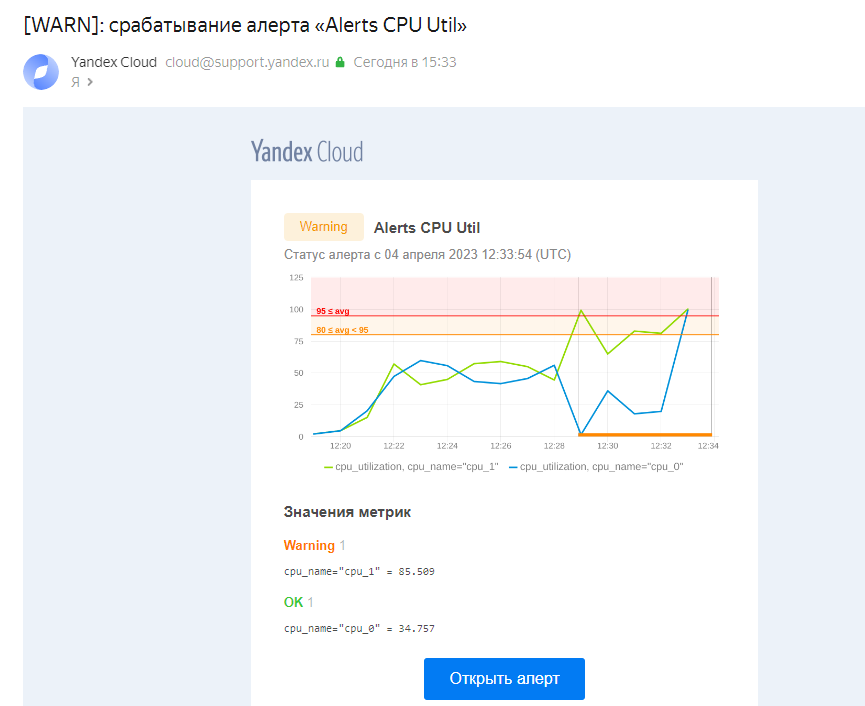 [WARN]: срабатывание алерта «Alerts CPU Util»
Yandex Cloud cloud@support.yandex.ru Сегодня в 15:33
Я >
Yandex Cloud
Warning Alerts CPU Util
Статус алерта с 04 апреля 2023 12:33:54 (UTC)
125
100
95 ≤ avg
80 ≤ avg < 95
75
50
25
0
12:20 12:22 12:24 12:26 12:28 12:30 12:32 12:34
cpu_utilization, cpu_name="cpu_1" cpu_utilization, cpu_name="cpu_0"
Значения метрик
Warning 1
cpu_name="cpu_1" = 85.509
OK 1
cpu_name="cpu_0" = 34.757
Открыть алерт